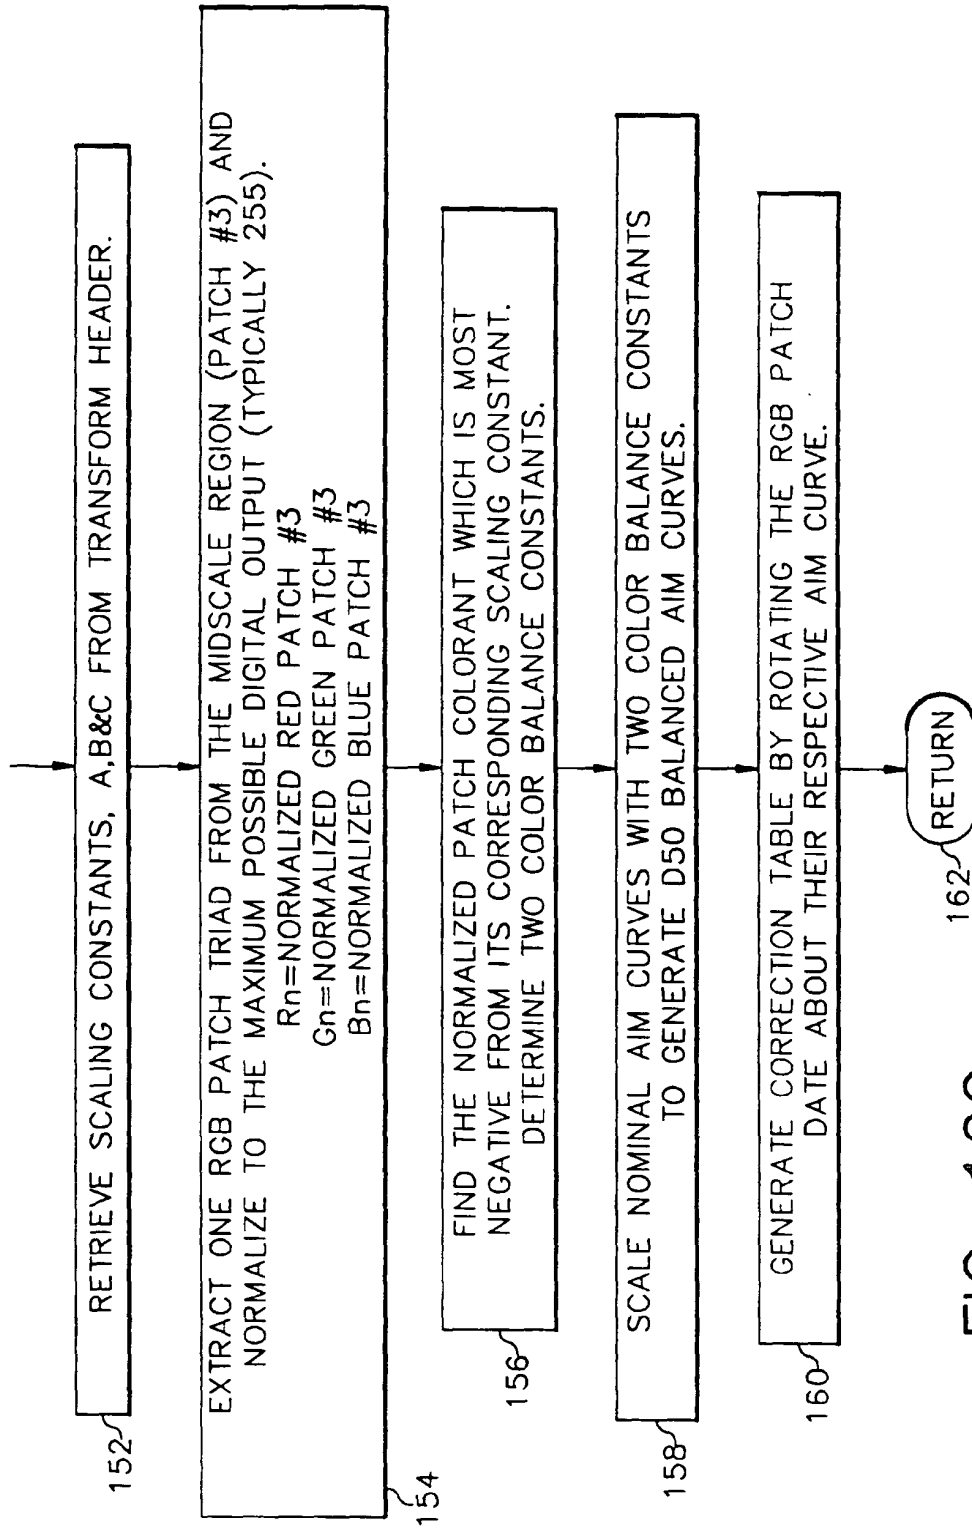 RETRIEVE SCALING CONSTANTS, A,B&C FROM TRANSFORM HEADER.
152
EXTRACT ONE RGB PATCH TRIAD FROM THE MIDSCALE REGION (PATCH #3) AND
NORMALIZE TO THE MAXIMUM POSSIBLE DIGITAL OUTPUT (TYPICALLY 255).
Rn=NORMALIZED RED PATCH #3
Gn=NORMALIZED GREEN PATCH #3
Bn=NORMALIZED BLUE PATCH #3
154
FIND THE NORMALIZED PATCH COLORANT WHICH IS MOST
NEGATIVE FROM ITS CORRESPONDING SCALING CONSTANT.
DETERMINE TWO COLOR BALANCE CONSTANTS.
156
SCALE NOMINAL AIM CURVES WITH TWO COLOR BALANCE CONSTANTS
TO GENERATE D50 BALANCED AIM CURVES.
158
GENERATE CORRECTION TABLE BY ROTATING THE RGB PATCH
DATE ABOUT THEIR RESPECTIVE AIM CURVE.
160
RETURN
162